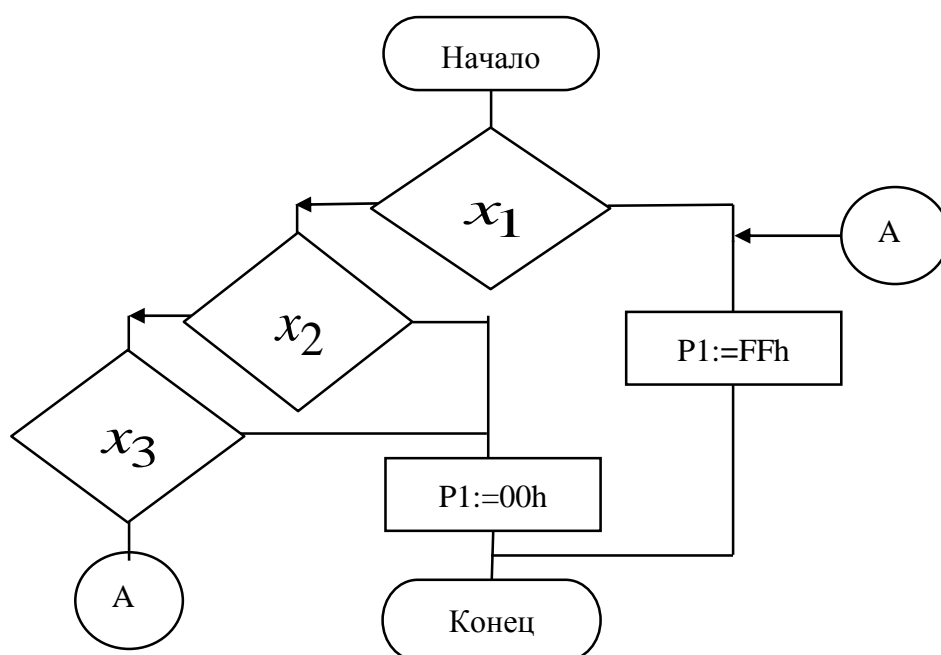 Начало
x1
А
x2
P1:=FFh
x3
P1:=00h
А
Конец